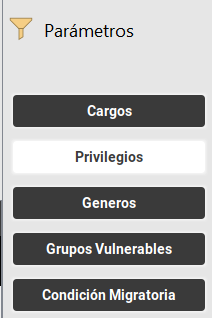 Parámetros
Cargos
Privilegios
Generos
Grupos Vulnerables
Condición Migratoria